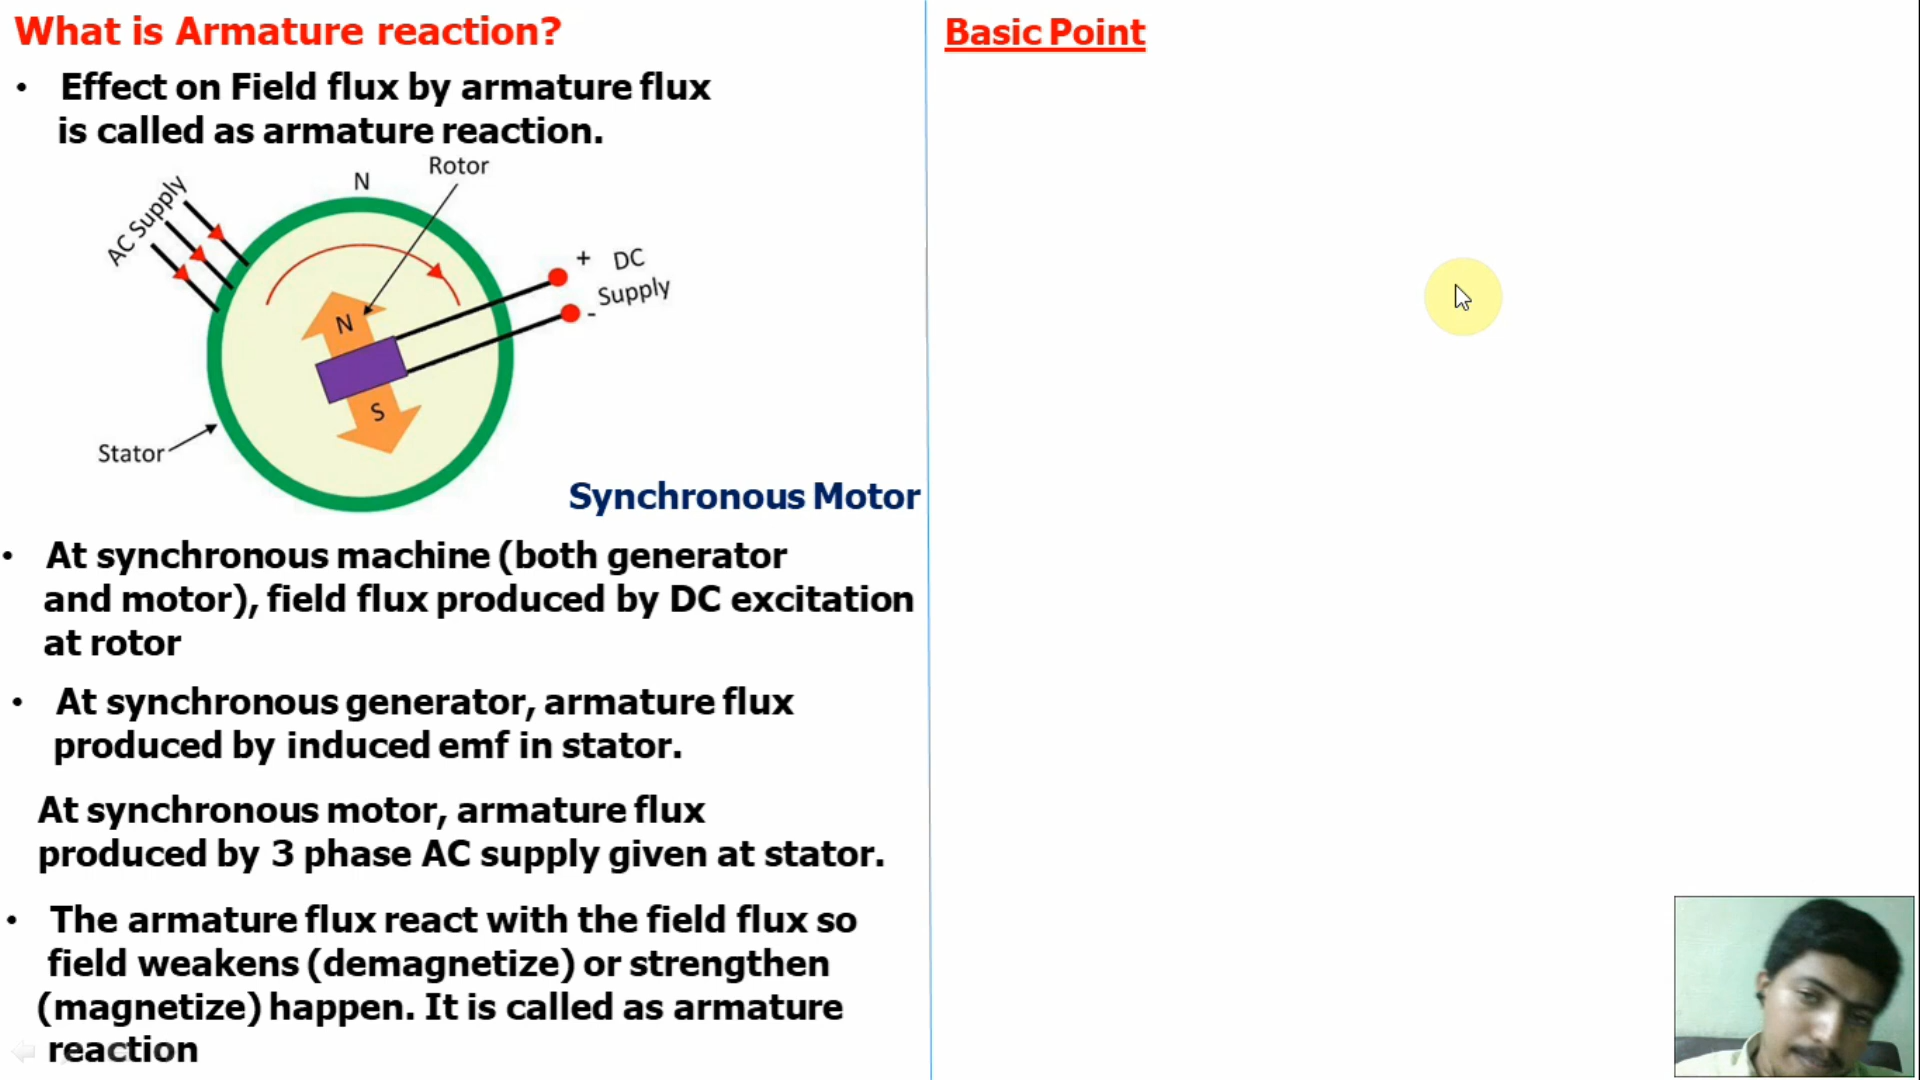 What is Armature reaction?
• Effect on Field flux by armature flux
is called as armature reaction.
Rotor
N
AC Supply
+ DC
Supply
-
N
S
Stator
Synchronous Motor
• At synchronous machine (both generator
and motor), field flux produced by DC excitation
at rotor
• At synchronous generator, armature flux
produced by induced emf in stator.
At synchronous motor, armature flux
produced by 3 phase AC supply given at stator.
• The armature flux react with the field flux so
field weakens (demagnetize) or strengthen
(magnetize) happen. It is called as armature
reaction
Basic Point